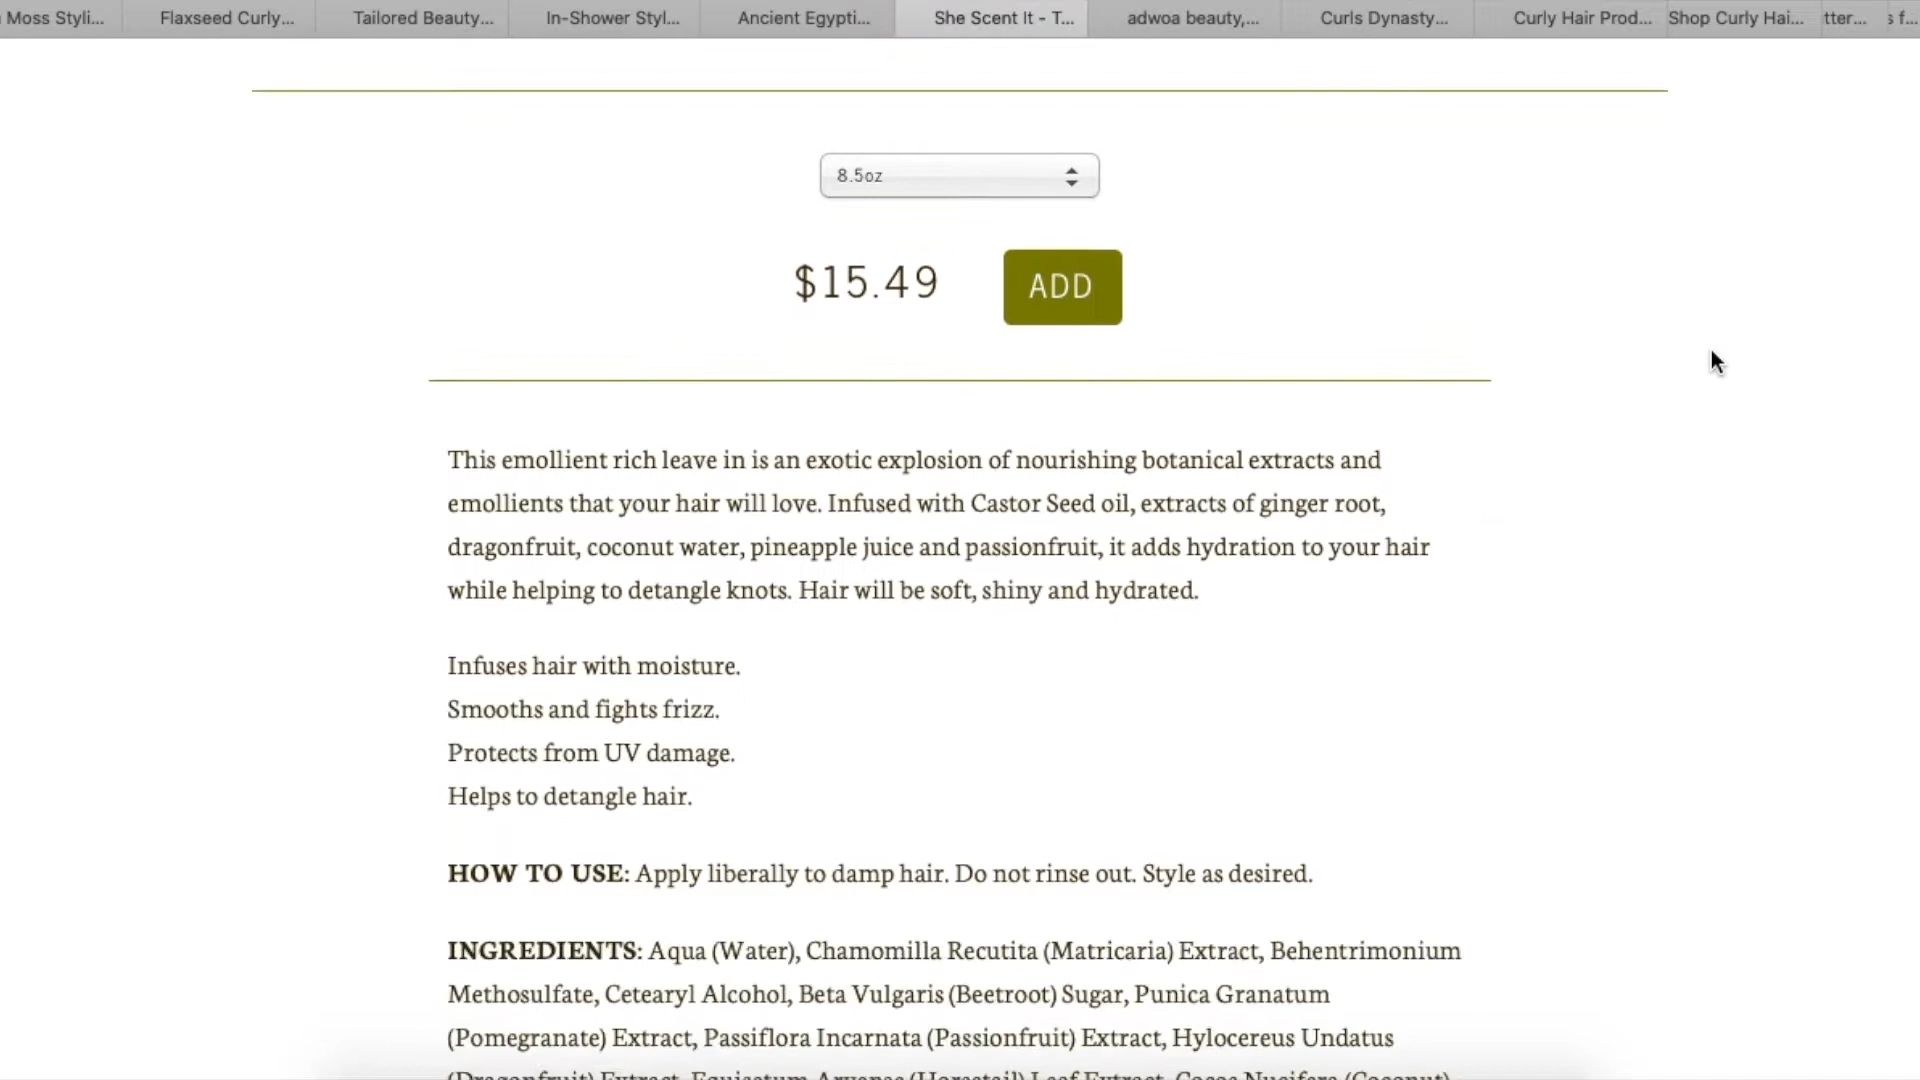 Moss Styli...
Flaxseed Curly...
Tailored Beauty...
In-Shower Styl...
Ancient Egypti...
She Scent It - T...
adwoa beauty,...
Curls Dynasty...
Curly Hair Prod...
Shop Curly Hai...
tter...
s f...
8.5oz
$15.49
ADD
This emollient rich leave in is an exotic explosion of nourishing botanical extracts and
emollients that your hair will love. Infused with Castor Seed oil, extracts of ginger root,
dragonfruit, coconut water, pineapple juice and passionfruit, it adds hydration to your hair
while helping to detangle knots. Hair will be soft, shiny and hydrated.
Infuses hair with moisture.
Smooths and fights frizz.
Protects from UV damage.
Helps to detangle hair.
HOW TO USE: Apply liberally to damp hair. Do not rinse out. Style as desired.
INGREDIENTS: Aqua (Water), Chamomilla Recutita (Matricaria) Extract, Behentrimonium
Methosulfate, Cetearyl Alcohol, Beta Vulgaris (Beetroot) Sugar, Punica Granatum
(Pomegranate) Extract, Passiflora Incarnata (Passionfruit) Extract, Hylocereus Undatus
(Dragonfruit) Extract, Equisetum Arvense (Horsetail) Leaf Extract, Cocos Nucifera (Coconut)